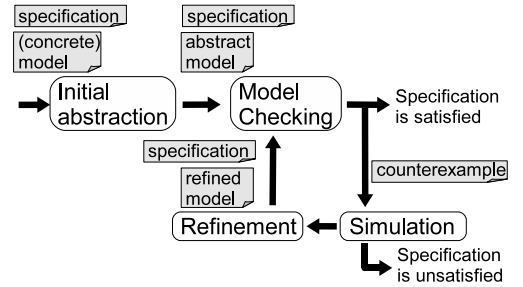 specification
(concrete)
model
specification
abstract
model
Initial
abstraction
Model
Checking
Specification
is satisfied
specification
refined
model
counterexample
Refinement
Simulation
Specification
is unsatisfied